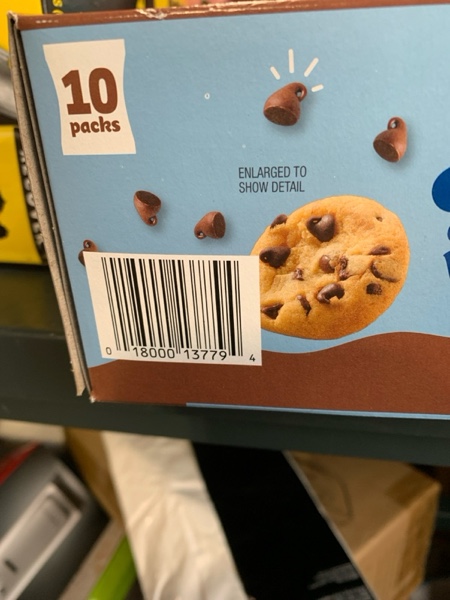 10
packs
ENLARGED TO
SHOW DETAIL
0 18000 13779 4